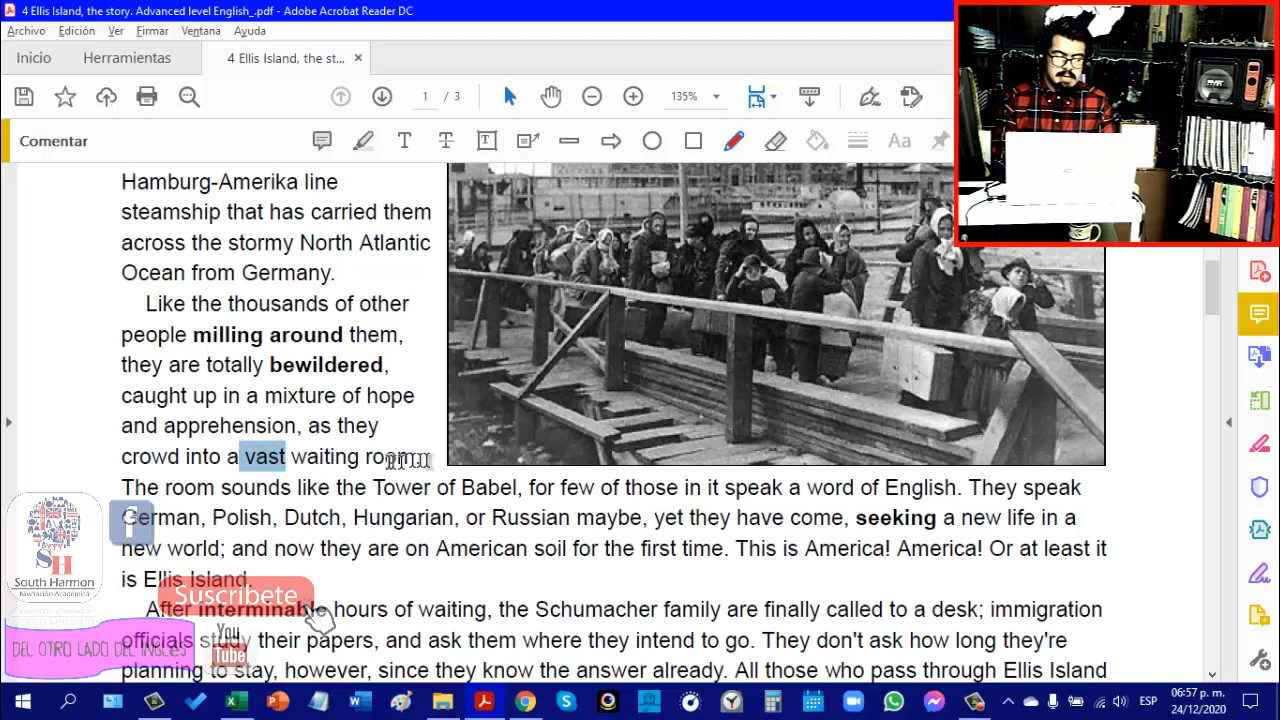 4 Ellis Island, the story. Advanced level English_.pdf - Adobe Acrobat Reader DC
Archivo Edición Ver Firmar Ventana Ayuda
Inicio Herramientas 4 Ellis Island, the st... ×
1 / 3 135%
Comentar
Hamburg-Amerika line
steamship that has carried them
across the stormy North Atlantic
Ocean from Germany.
Like the thousands of other
people milling around them,
they are totally bewildered,
caught up in a mixture of hope
and apprehension, as they
crowd into a vast waiting room.
The room sounds like the Tower of Babel, for few of those in it speak a word of English. They speak
German, Polish, Dutch, Hungarian, or Russian maybe, yet they have come, seeking a new life in a
new world; and now they are on American soil for the first time. This is America! America! Or at least it
is Ellis Island.
After interminable hours of waiting, the Schumacher family are finally called to a desk; immigration
officials study their papers, and ask them where they intend to go. They don't ask how long they're
planning to stay, however, since they know the answer already. All those who pass through Ellis Island
SH
South Harmon
Nivelación Académica
Suscribete
DEL OTRO LADO DEL INGLÉS
You
Tube
ESP
06:57 p. m.
24/12/2020